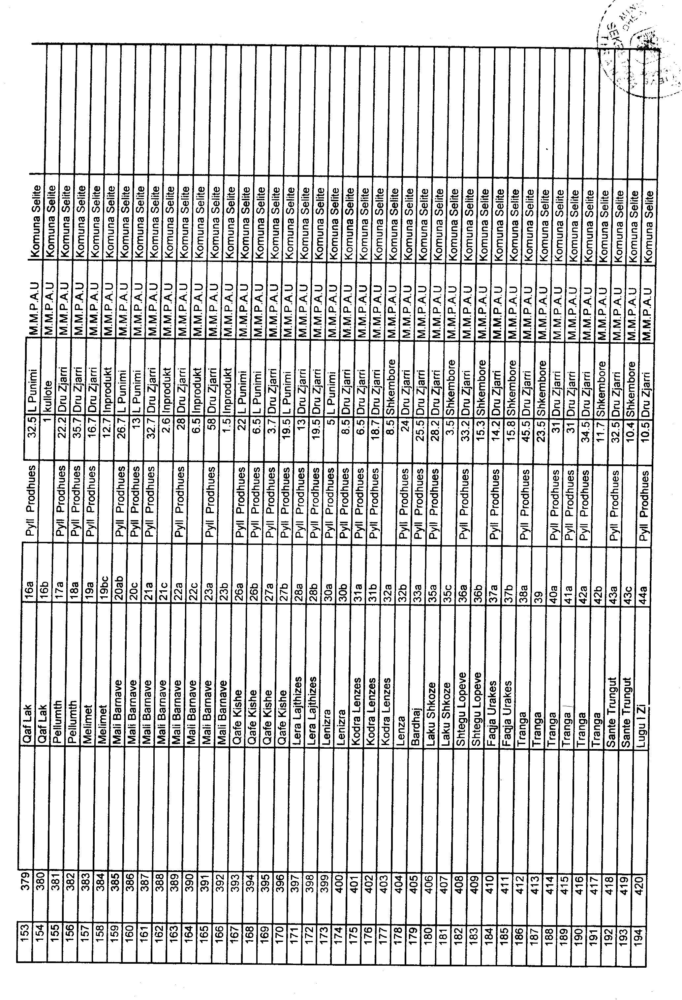 153 379 Qaf Lak 16a Pyll Prodhues 32.5 L Punimi M.M.P.A.U Komuna Selite
154 380 Qaf Lak 16b 1 kullote M.M.P.A.U Komuna Selite
155 381 Pellumth 17a Pyll Prodhues 22.2 Dru Zjarri M.M.P.A.U Komuna Selite
156 382 Pellumth 18a Pyll Prodhues 35.7 Dru Zjarri M.M.P.A.U Komuna Selite
157 383 Melimet 19a Pyll Prodhues 16.7 Dru Zjarri M.M.P.A.U Komuna Selite
158 384 Melimet 19bc 12.7 Inprodukt M.M.P.A.U Komuna Selite
159 385 Mali Barnave 20ab Pyll Prodhues 26.7 L Punimi M.M.P.A.U Komuna Selite
160 386 Mali Barnave 20c Pyll Prodhues 13 L Punimi M.M.P.A.U Komuna Selite
161 387 Mali Barnave 21a Pyll Prodhues 32.7 Dru Zjarri M.M.P.A.U Komuna Selite
162 388 Mali Barnave 21c 2.6 Inprodukt M.M.P.A.U Komuna Selite
163 389 Mali Barnave 22a Pyll Prodhues 28 Dru Zjarri M.M.P.A.U Komuna Selite
164 390 Mali Barnave 22c 6.5 Inprodukt M.M.P.A.U Komuna Selite
165 391 Mali Barnave 23a Pyll Prodhues 58 Dru Zjarri M.M.P.A.U Komuna Selite
166 392 Mali Barnave 23b 1.5 Inprodukt M.M.P.A.U Komuna Selite
167 393 Qafe Kishe 26a Pyll Prodhues 22 L Punimi M.M.P.A.U Komuna Selite
168 394 Qafe Kishe 26b Pyll Prodhues 6.5 L Punimi M.M.P.A.U Komuna Selite
169 395 Qafe Kishe 27a Pyll Prodhues 3.7 Dru Zjarri M.M.P.A.U Komuna Selite
170 396 Qafe Kishe 27b Pyll Prodhues 19.5 L Punimi M.M.P.A.U Komuna Selite
171 397 Lera Lajthizes 28a Pyll Prodhues 13 Dru Zjarri M.M.P.A.U Komuna Selite
172 398 Lera Lajthizes 28b Pyll Prodhues 19.5 Dru Zjarri M.M.P.A.U Komuna Selite
173 399 Lenizra 30a Pyll Prodhues 5 L Punimi M.M.P.A.U Komuna Selite
174 400 Lenizra 30b Pyll Prodhues 8.5 Dru Zjarri M.M.P.A.U Komuna Selite
175 401 Kodra Lenzes 31a Pyll Prodhues 6.5 Dru Zjarri M.M.P.A.U Komuna Selite
176 402 Kodra Lenzes 31b Pyll Prodhues 18.7 Dru Zjarri M.M.P.A.U Komuna Selite
177 403 Kodra Lenzes 32a 8.5 Shkembore M.M.P.A.U Komuna Selite
178 404 Lenza 32b Pyll Prodhues 24 Dru Zjarri M.M.P.A.U Komuna Selite
179 405 Bardhaj 33a Pyll Prodhues 25.5 Dru Zjarri M.M.P.A.U Komuna Selite
180 406 Laku Shkoze 35a Pyll Prodhues 28.2 Dru Zjarri M.M.P.A.U Komuna Selite
181 407 Laku Shkoze 35c 3.5 Shkembore M.M.P.A.U Komuna Selite
182 408 Shtegu Lopeve 36a Pyll Prodhues 33.2 Dru Zjarri M.M.P.A.U Komuna Selite
183 409 Shtegu Lopeve 36b 15.3 Shkembore M.M.P.A.U Komuna Selite
184 410 Faqja Urakes 37a Pyll Prodhues 14.2 Dru Zjarri M.M.P.A.U Komuna Selite
185 411 Faqja Urakes 37b 15.8 Shkembore M.M.P.A.U Komuna Selite
186 412 Tranga 38a Pyll Prodhues 45.5 Dru Zjarri M.M.P.A.U Komuna Selite
187 413 Tranga 39 23.5 Shkembore M.M.P.A.U Komuna Selite
188 414 Tranga 40a Pyll Prodhues 31 Dru Zjarri M.M.P.A.U Komuna Selite
189 415 Tranga 41a Pyll Prodhues 31 Dru Zjarri M.M.P.A.U Komuna Selite
190 416 Tranga 42a Pyll Prodhues 34.5 Dru Zjarri M.M.P.A.U Komuna Selite
191 417 Tranga 42b 11.7 Shkembore M.M.P.A.U Komuna Selite
192 418 Sante Trungut 43a Pyll Prodhues 32.5 Dru Zjarri M.M.P.A.U Komuna Selite
193 419 Sante Trungut 43c 10.4 Shkembore M.M.P.A.U Komuna Selite
194 420 Lugu I Zi 44a Pyll Prodhues 10.5 Dru Zjarri M.M.P.A.U Komuna Selite